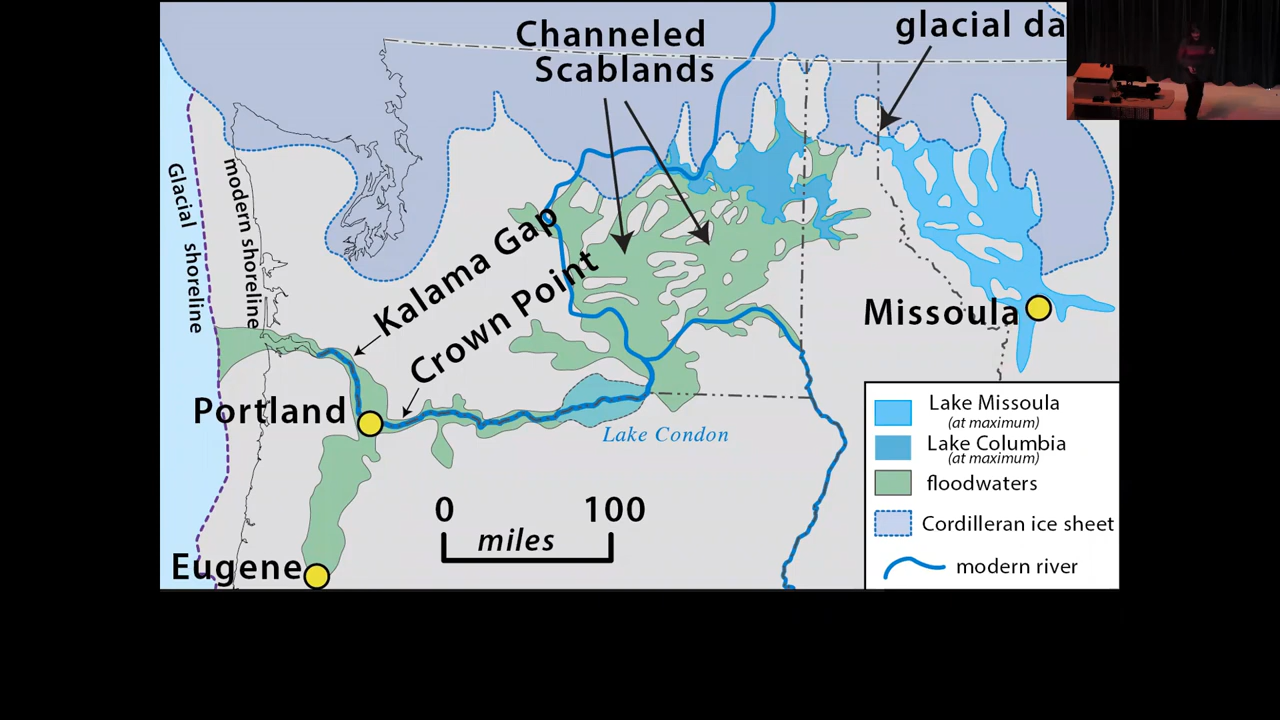 Channeled
Scablands
glacial da
Glacial shoreline
modern shoreline
Kalama Gap
Crown Point
Missoula
Portland
Lake Condon
Eugene
0 100
miles
Lake Missoula
(at maximum)
Lake Columbia
(at maximum)
floodwaters
Cordilleran ice sheet
modern river